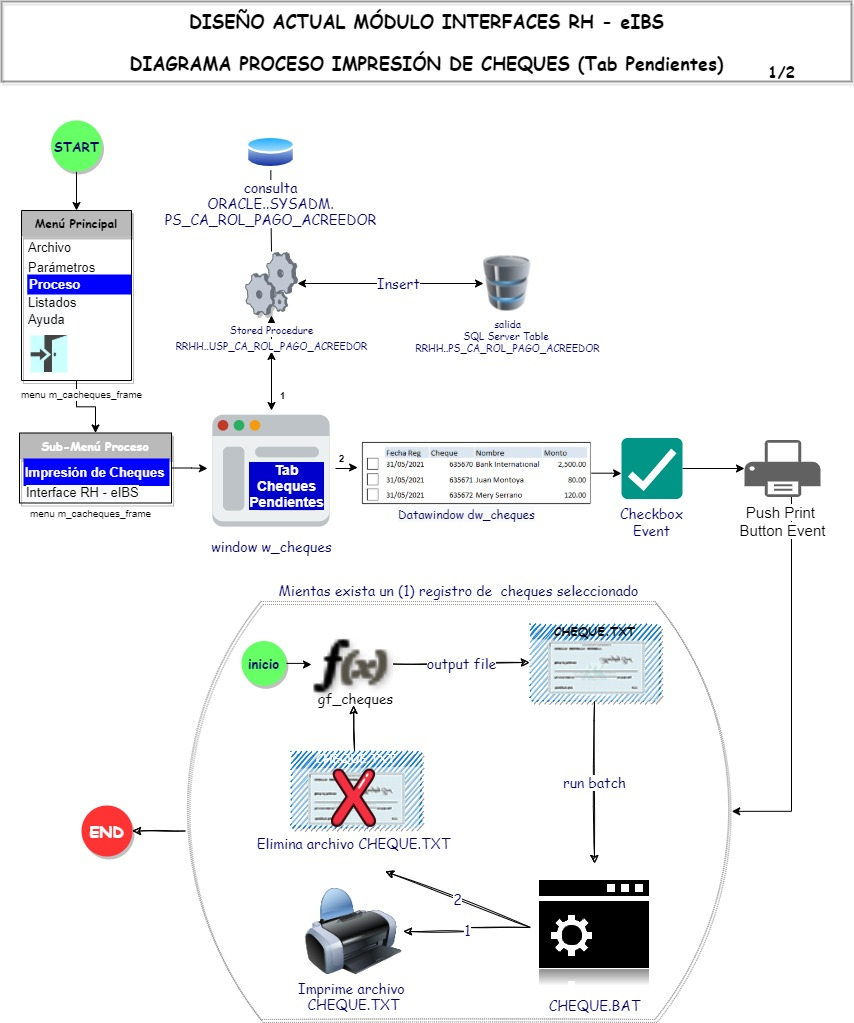 DISEÑO ACTUAL MÓDULO INTERFACES RH - eIBS
DIAGRAMA PROCESO IMPRESIÓN DE CHEQUES (Tab Pendientes)
1/2
START
Menú Principal
Archivo
Parámetros
Proceso
Listados
Ayuda
menu m_cacheques_frame
consulta
ORACLE..SYSADM.
PS_CA_ROL_PAGO_ACREEDOR
Insert
Stored Procedure
RRHH..USP_CA_ROL_PAGO_ACREEDOR
salida
SQL Server Table
RRHH..PS_CA_ROL_PAGO_ACREEDOR
1
Sub-Menú Proceso
Impresión de Cheques
Interface RH - eIBS
menu m_cacheques_frame
Tab
Cheques
Pendientes
window w_cheques
2
Fecha Reg Cheque Nombre Monto
31/05/2021 635670 Bank International 2,500.00
31/05/2021 635671 Juan Montoya 80.00
31/05/2021 635672 Mery Serrano 120.00
Datawindow dw_cheques
Checkbox
Event
Push Print
Button Event
Mientas exista un (1) registro de cheques seleccionado
inicio
f(x)
gf_cheques
output file
CHEQUE.TXT
run batch
CHEQUE.TXT
Elimina archivo CHEQUE.TXT
END
2
1
Imprime archivo
CHEQUE.TXT
CHEQUE.BAT